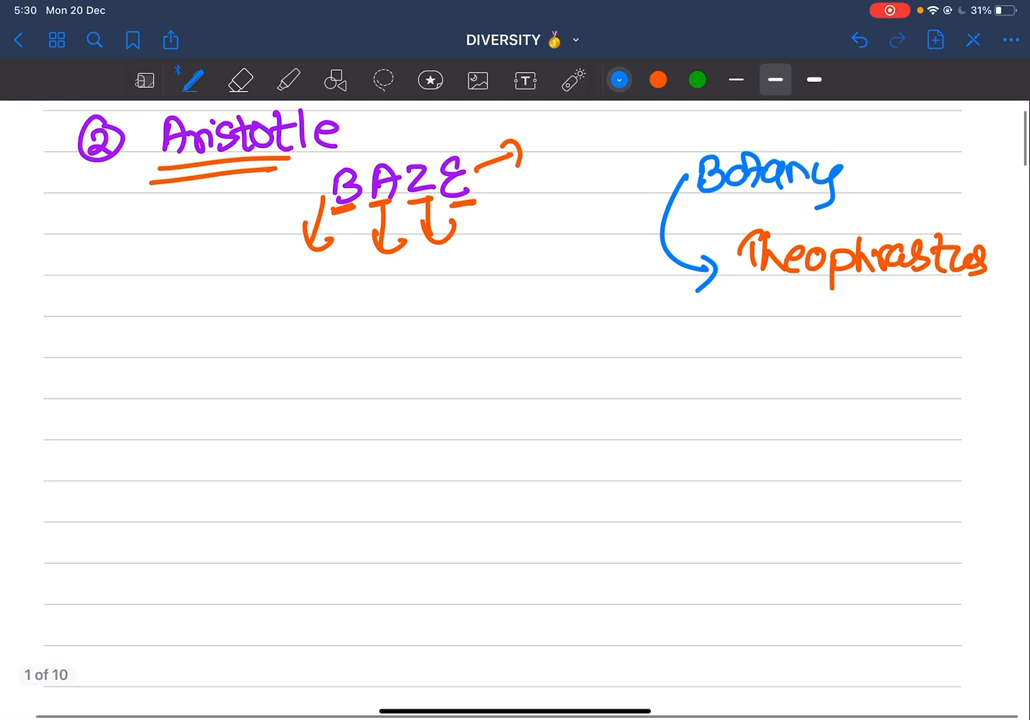 5:30 Mon 20 Dec
31%
DIVERSITY 🏅
② Aristotle
BAZE
Botany
Theophrastus
1 of 10